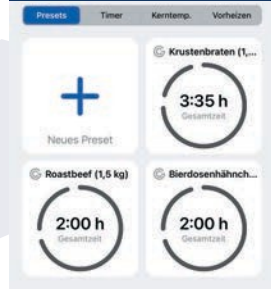 Presets Timer Kerntemp. Vorheizen
Krustenbraten (1,...
3:35 h
Gesamtzeit
Neues Preset
Roastbeef (1,5 kg)
Bierdosenhähnch...
2:00 h
Gesamtzeit
2:00 h
Gesamtzeit